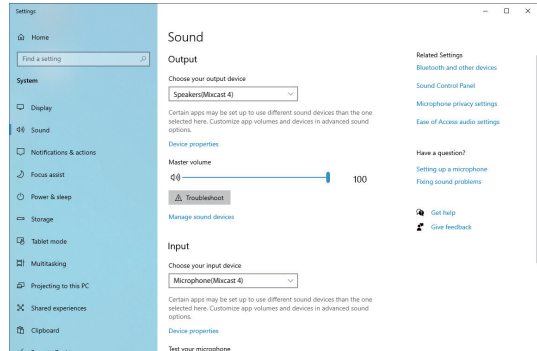 Settings
Home
Find a setting
System
Display
Sound
Notifications & actions
Focus assist
Power & sleep
Storage
Tablet mode
Multitasking
Projecting to this PC
Shared experiences
Clipboard
Sound
Output
Choose your output device
Speakers(Mixcast 4)
Certain apps may be set up to use different sound devices than the one
selected here. Customize app volumes and devices in advanced sound
options.
Device properties
Master volume
100
Troubleshoot
Manage sound devices
Input
Choose your input device
Microphone(Mixcast 4)
Certain apps may be set up to use different sound devices than the one
selected here. Customize app volumes and devices in advanced sound
options.
Device properties
Test your microphone
Related Settings
Bluetooth and other devices
Sound Control Panel
Microphone privacy settings
Ease of Access audio settings
Have a question?
Setting up a microphone
Fixing sound problems
Get help
Give feedback